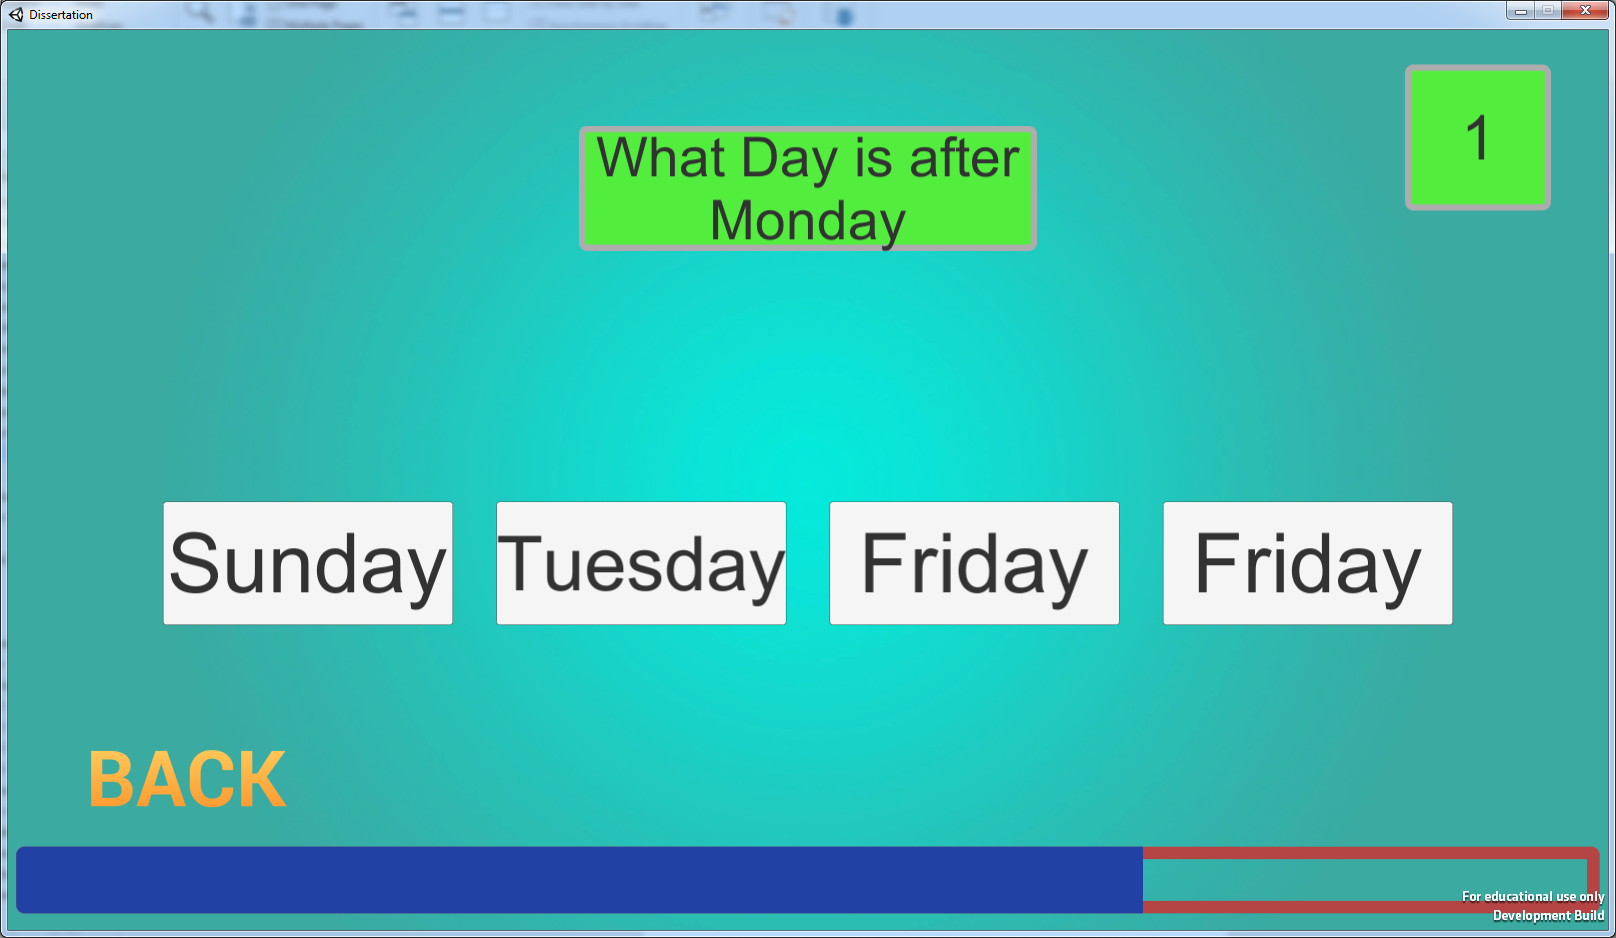 Dissertation
1
What Day is after
Monday
Sunday
Tuesday
Friday
Friday
BACK
For educational use only
Development Build